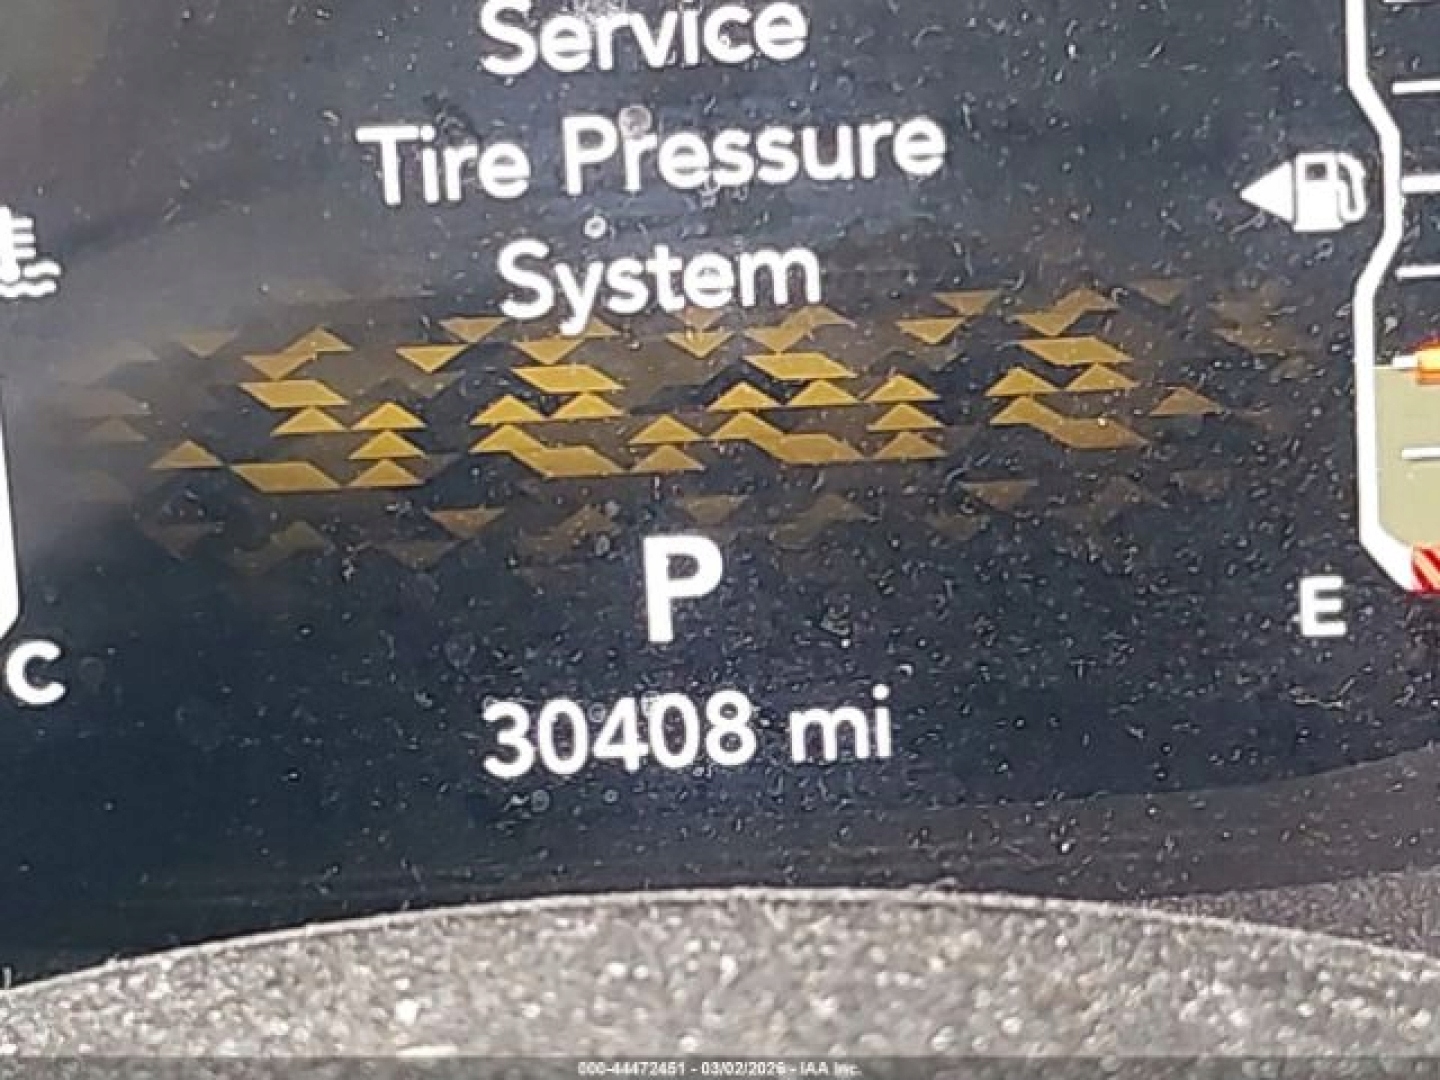 Service
Tire Pressure
System
P
E
C
30408 mi
000-44472451 - 03/02/2026 - IAA Inc.